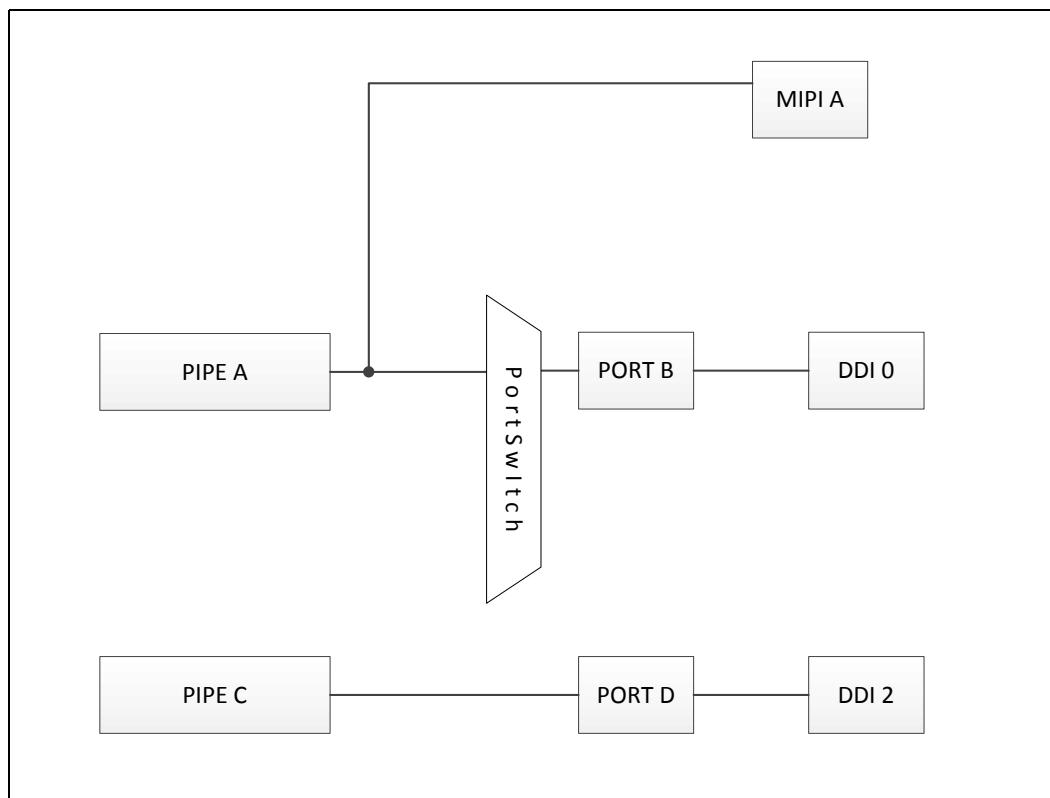 MIPI A
PIPE A
PortSwItch
PORT B
DDI 0
PIPE C
PORT D
DDI 2